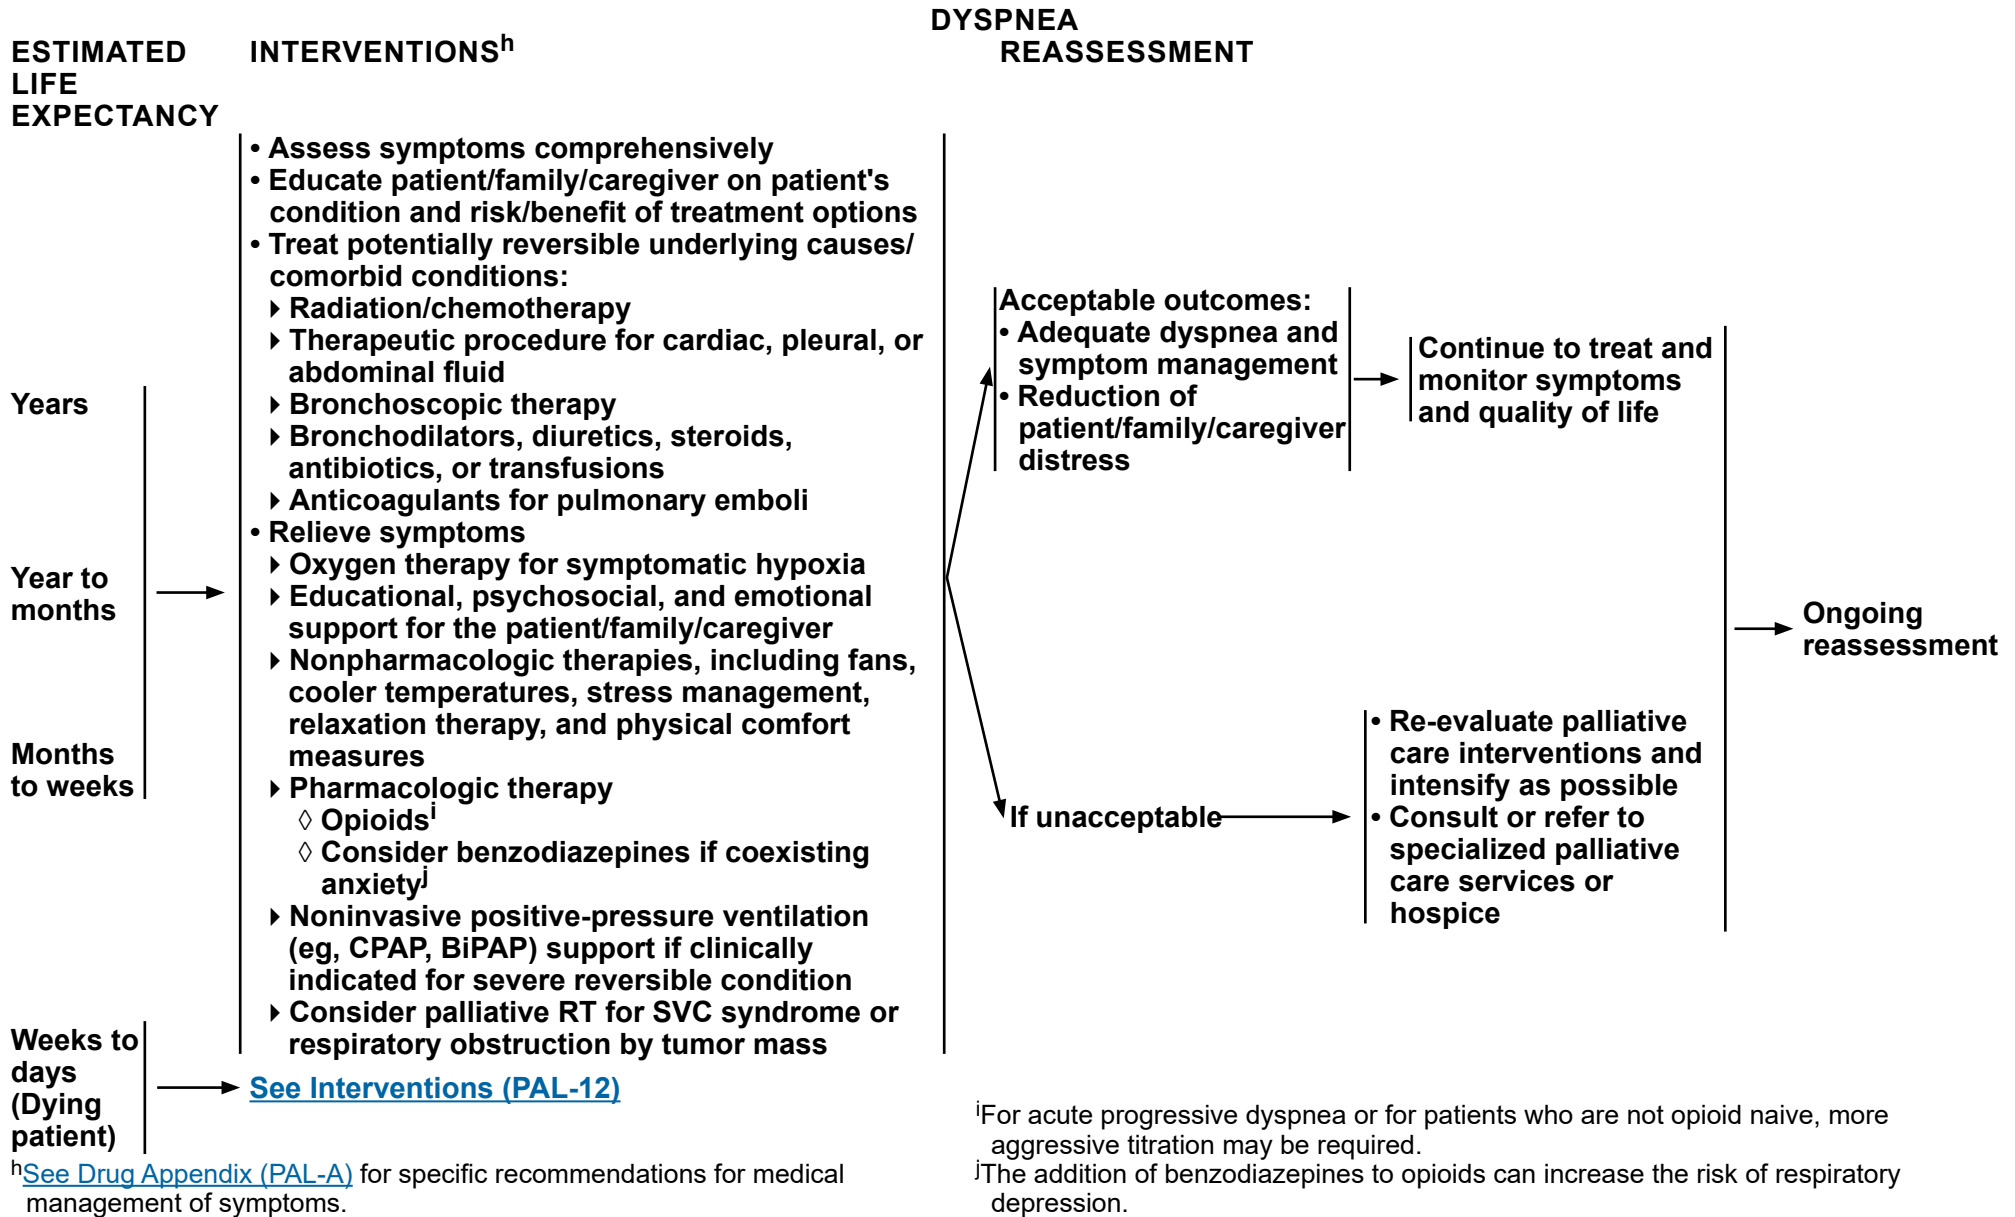 DYSPNEA
ESTIMATED
LIFE
EXPECTANCY
INTERVENTIONSh
REASSESSMENT
Years
Year to
months
Months
to weeks
• Assess symptoms comprehensively
• Educate patient/family/caregiver on patient's
condition and risk/benefit of treatment options
• Treat potentially reversible underlying causes/
comorbid conditions:
▸ Radiation/chemotherapy
▸ Therapeutic procedure for cardiac, pleural, or
abdominal fluid
▸ Bronchoscopic therapy
▸ Bronchodilators, diuretics, steroids,
antibiotics, or transfusions
▸ Anticoagulants for pulmonary emboli
• Relieve symptoms
▸ Oxygen therapy for symptomatic hypoxia
▸ Educational, psychosocial, and emotional
support for the patient/family/caregiver
▸ Nonpharmacologic therapies, including fans,
cooler temperatures, stress management,
relaxation therapy, and physical comfort
measures
▸ Pharmacologic therapy
◊ Opioidsi
◊ Consider benzodiazepines if coexisting
anxietyj
▸ Noninvasive positive-pressure ventilation
(eg, CPAP, BiPAP) support if clinically
indicated for severe reversible condition
▸ Consider palliative RT for SVC syndrome or
respiratory obstruction by tumor mass
Acceptable outcomes:
• Adequate dyspnea and
symptom management
• Reduction of
patient/family/caregiver
distress
Continue to treat and
monitor symptoms
and quality of life
If unacceptable
• Re-evaluate palliative
care interventions and
intensify as possible
• Consult or refer to
specialized palliative
care services or
hospice
Ongoing
reassessment
Weeks to
days
(Dying
patient)
See Interventions (PAL-12)
hSee Drug Appendix (PAL-A) for specific recommendations for medical
management of symptoms.
iFor acute progressive dyspnea or for patients who are not opioid naive, more
aggressive titration may be required.
jThe addition of benzodiazepines to opioids can increase the risk of respiratory
depression.